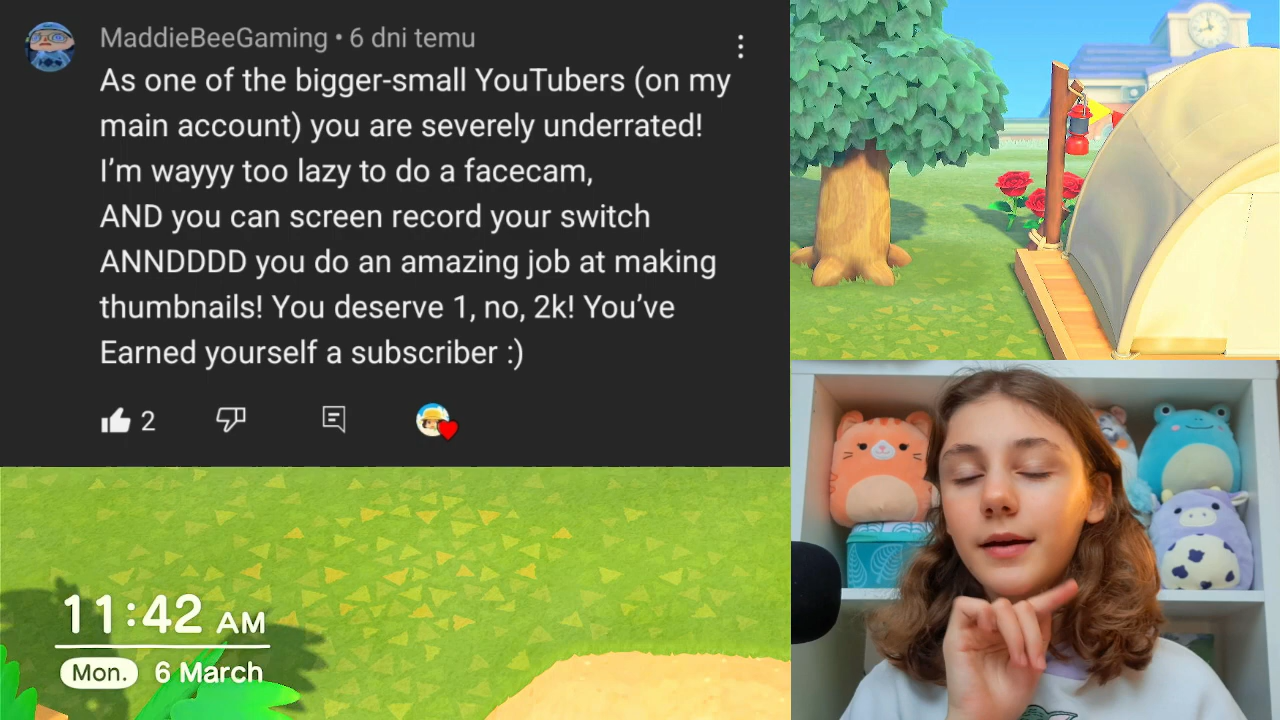 MaddieBeeGaming • 6 dni temu
As one of the bigger-small YouTubers (on my
main account) you are severely underrated!
I’m wayyy too lazy to do a facecam,
AND you can screen record your switch
ANNDDDD you do an amazing job at making
thumbnails! You deserve 1, no, 2k! You’ve
Earned yourself a subscriber :)
2
11:42 AM
Mon. 6 March